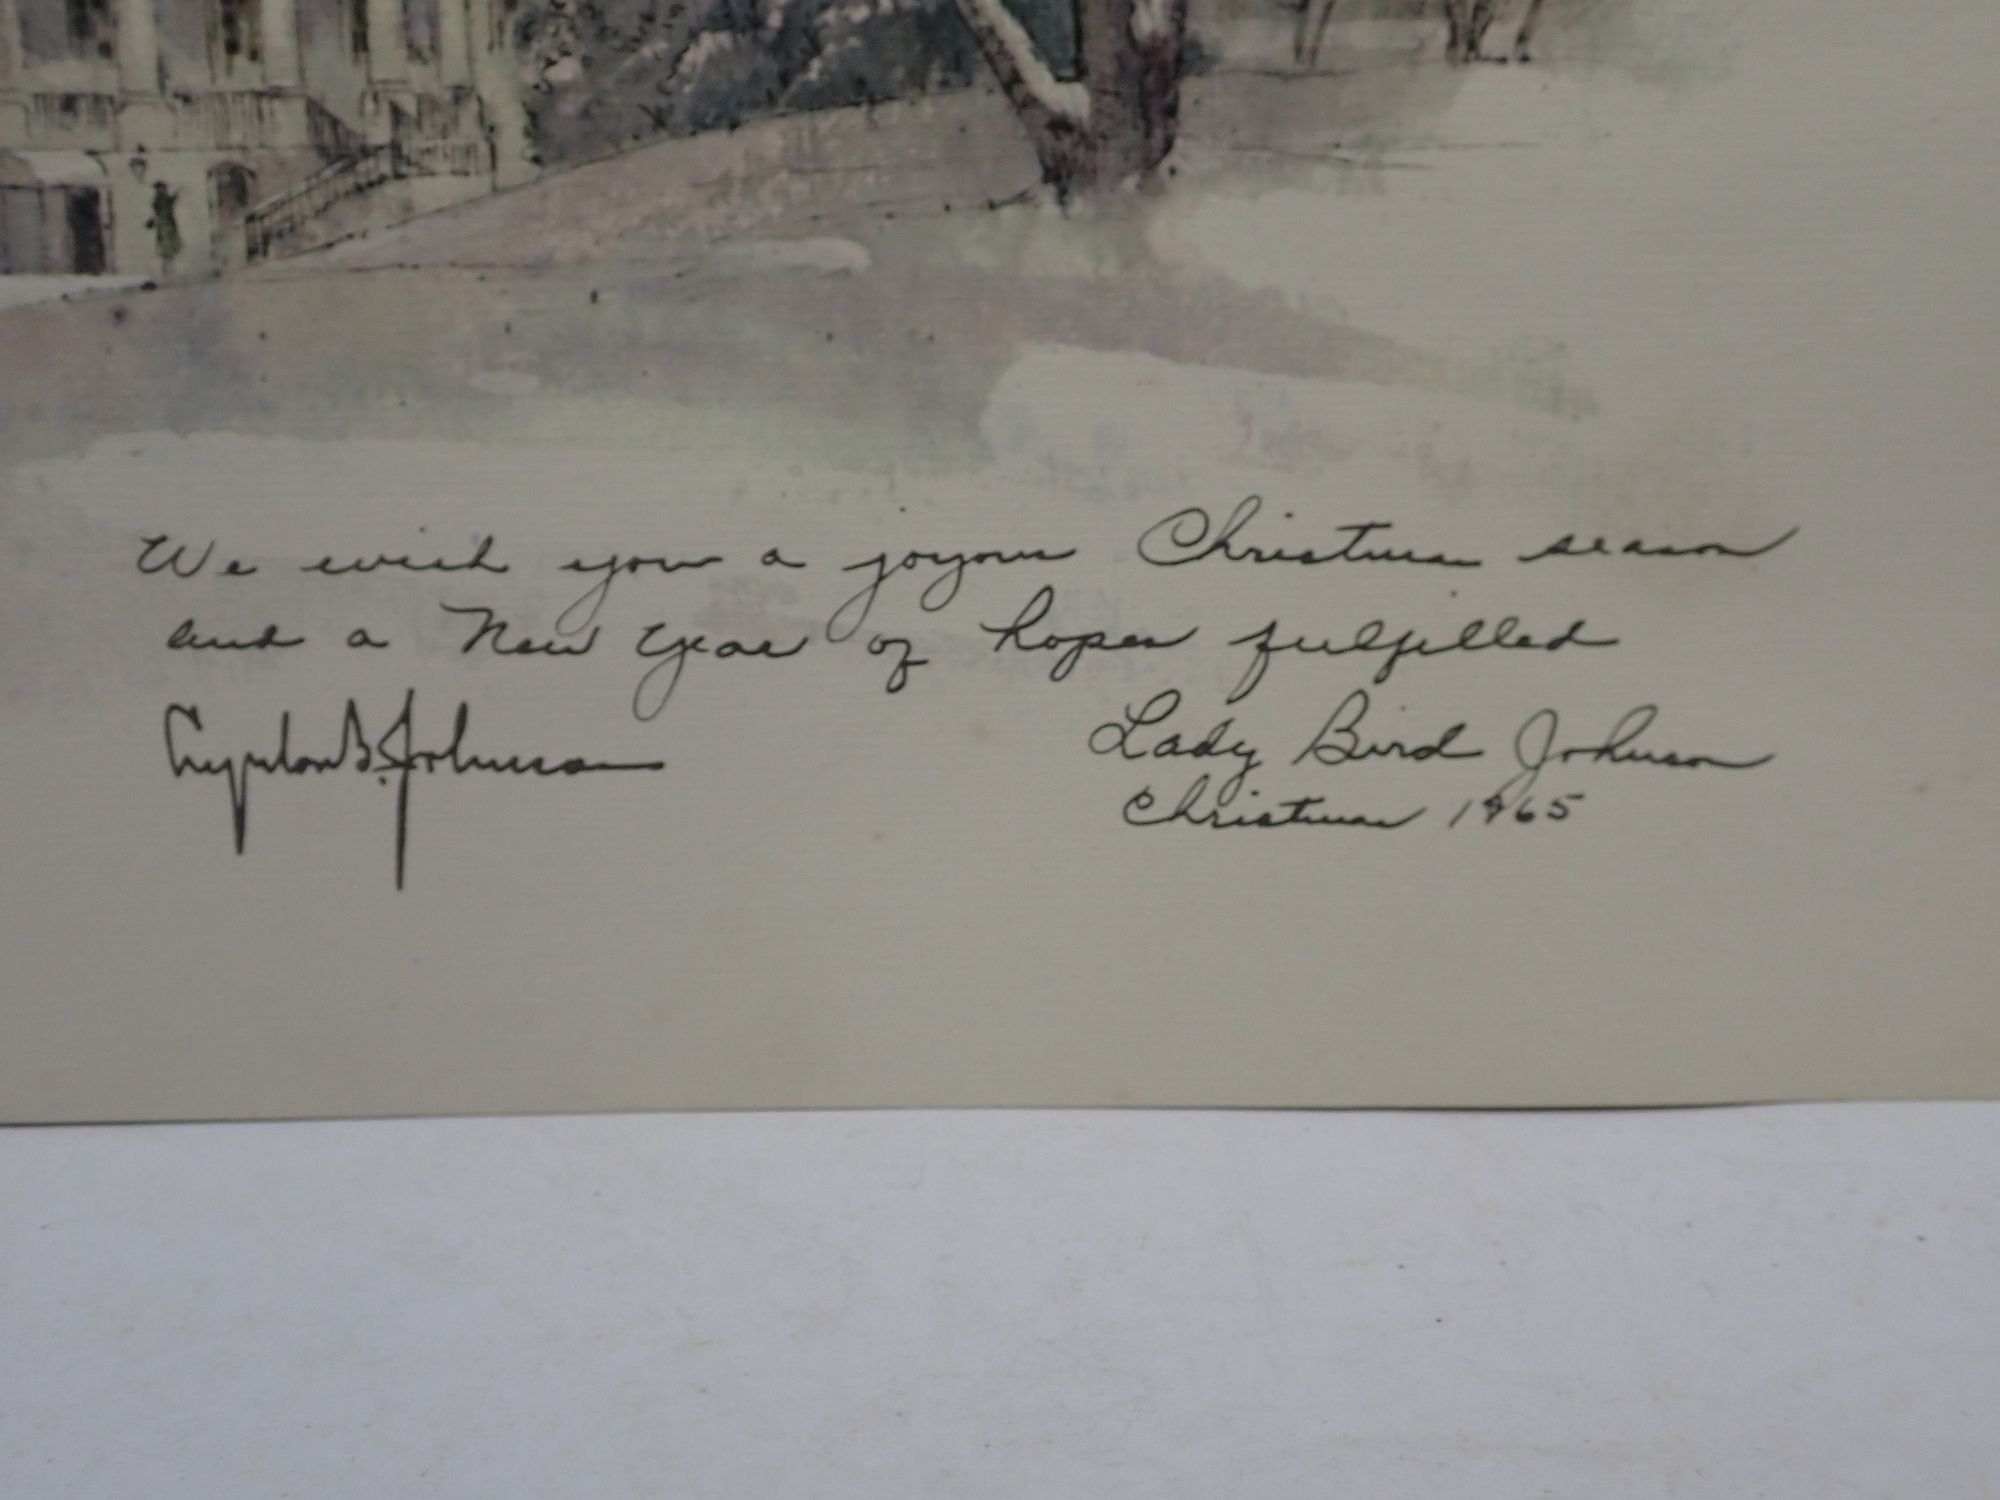 We wish you a joyous Christmas season
and a New Year of hopes fulfilled
Lyndon B. Johnson
Lady Bird Johnson
Christmas 1965